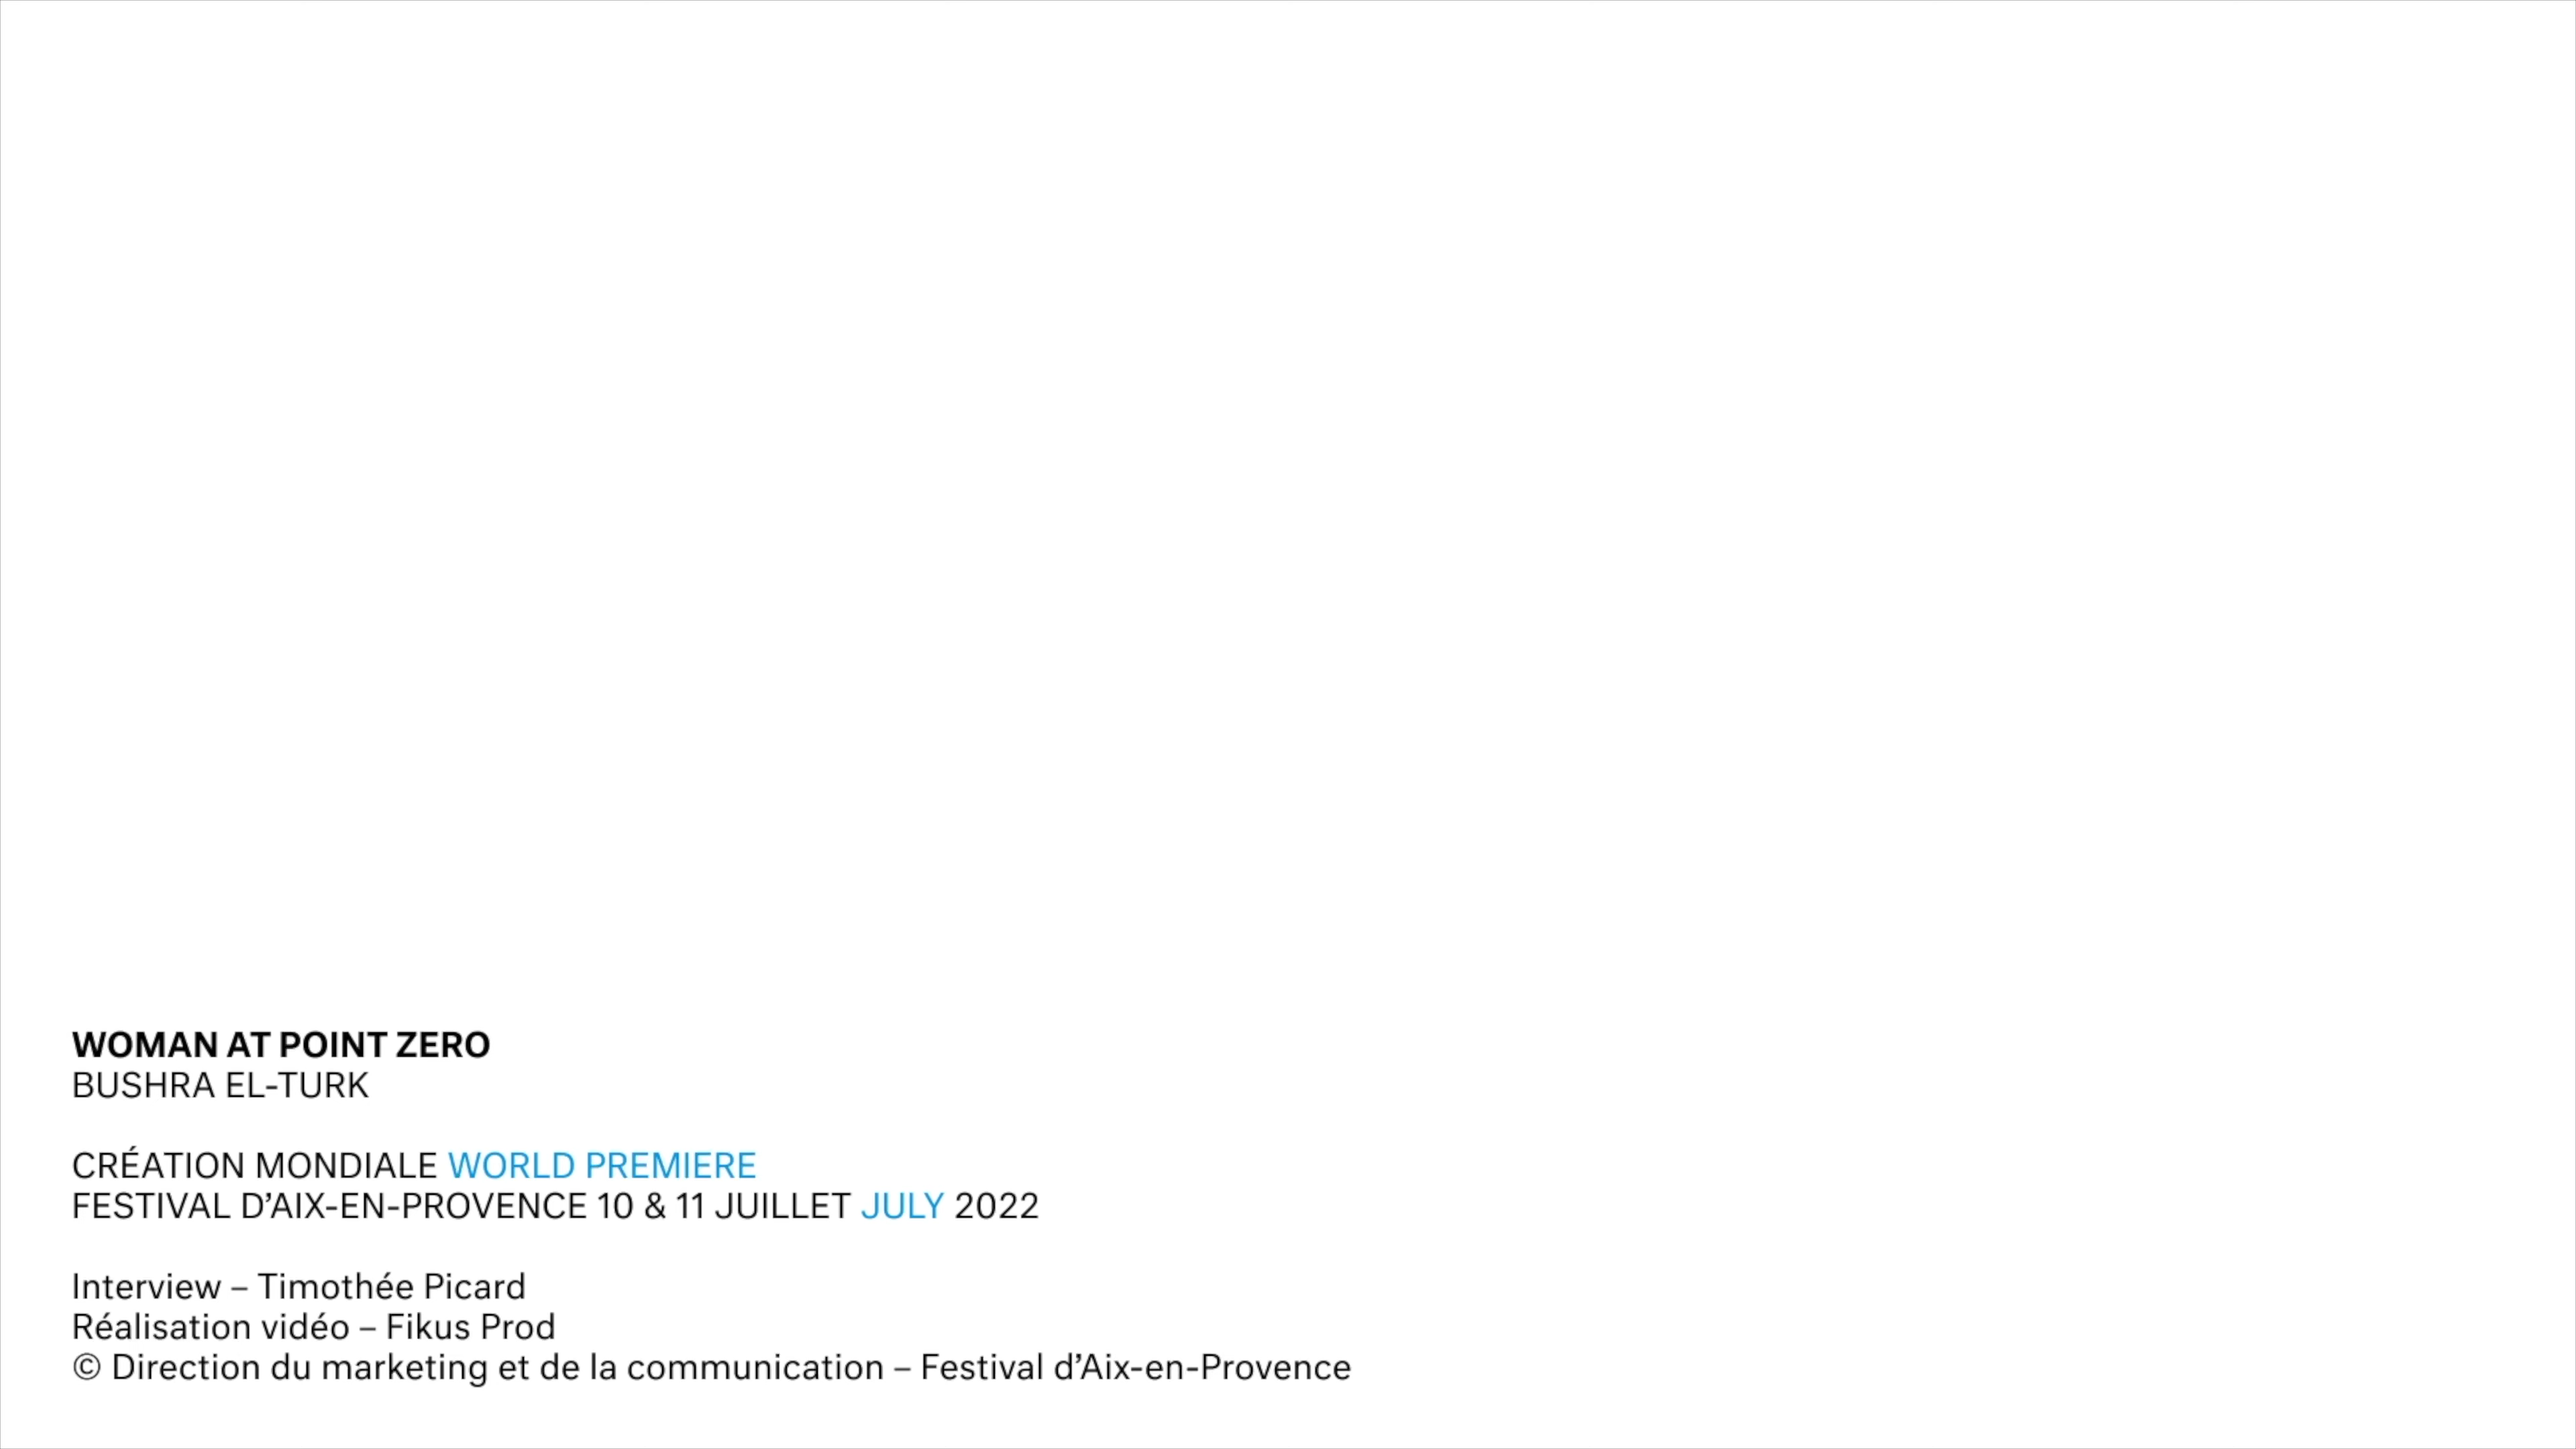 WOMAN AT POINT ZERO
BUSHRA EL-TURK
CRÉATION MONDIALE WORLD PREMIERE
FESTIVAL D’AIX-EN-PROVENCE 10 & 11 JUILLET JULY 2022
Interview – Timothée Picard
Réalisation vidéo – Fikus Prod
© Direction du marketing et de la communication – Festival d’Aix-en-Provence